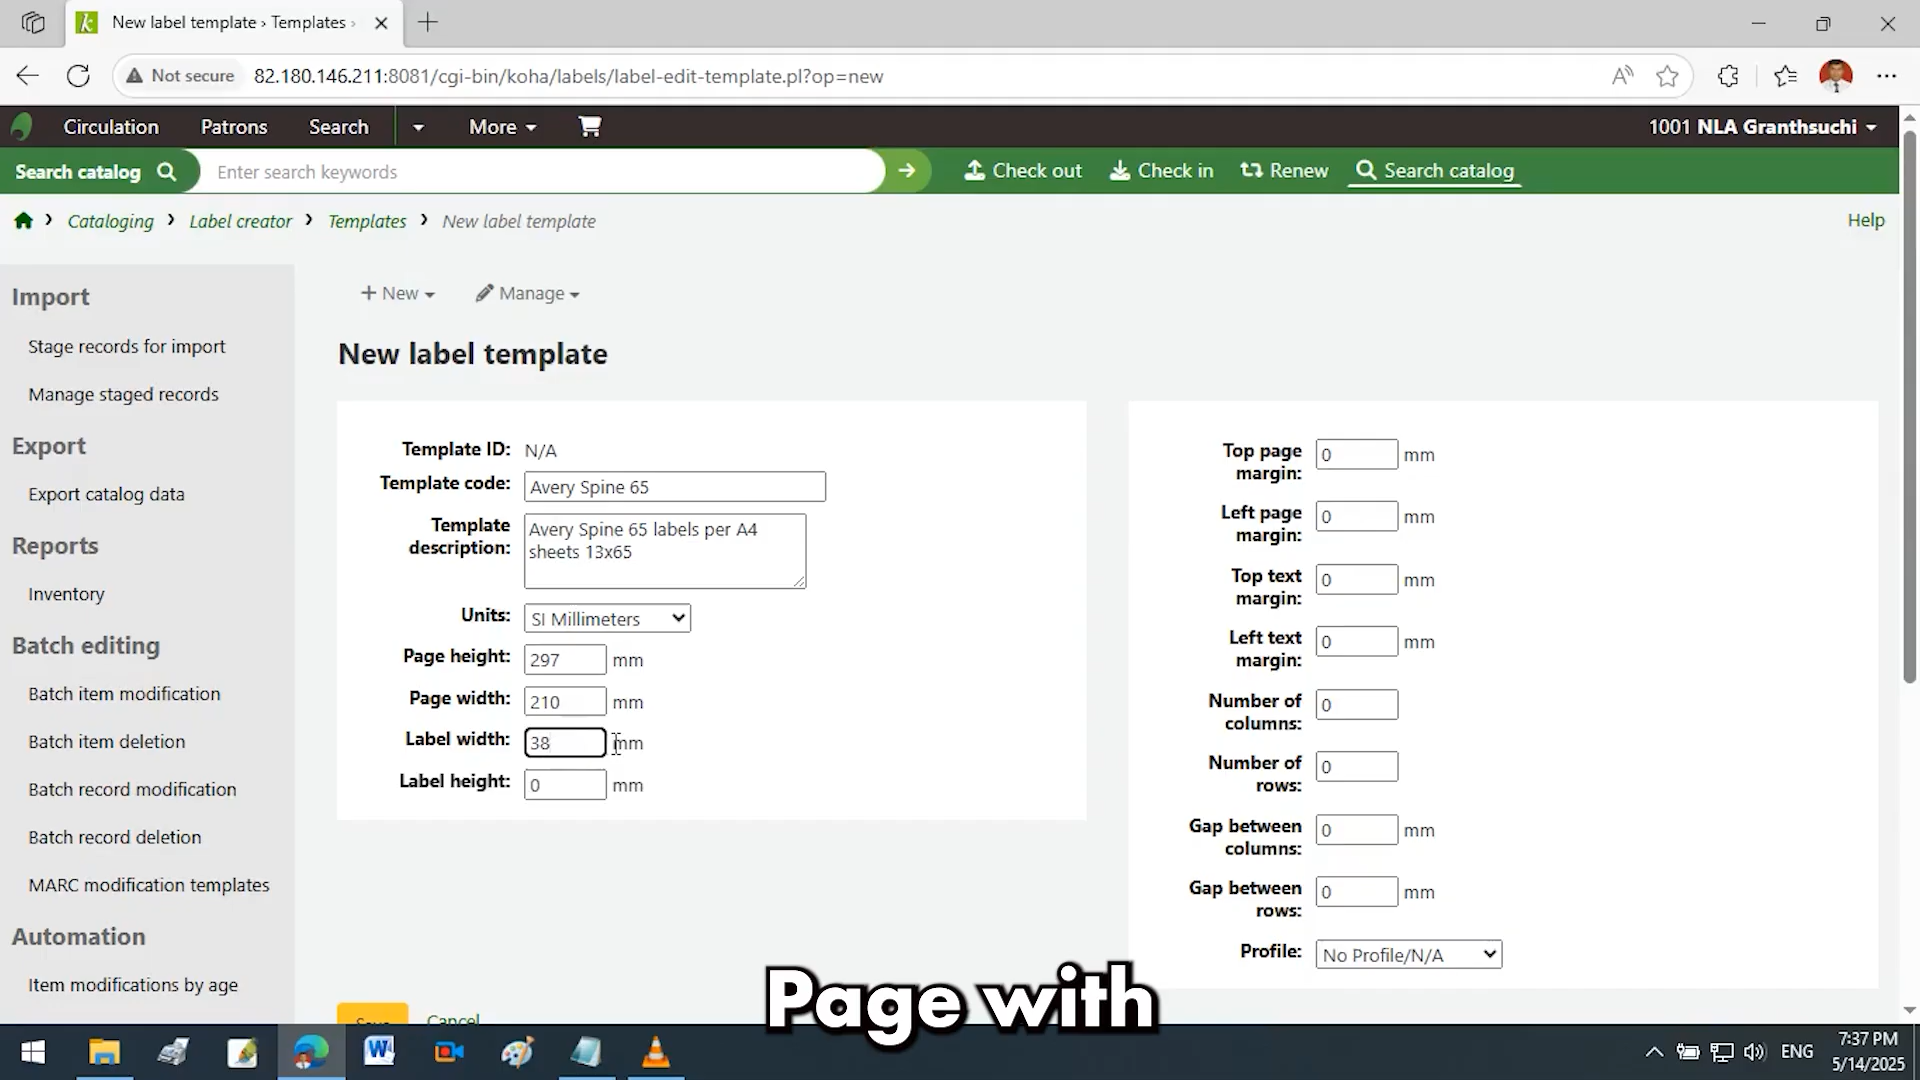 New label template › Templates ›
Not secure
82.180.146.211:8081/cgi-bin/koha/labels/label-edit-template.pl?op=new
Circulation
Patrons
Search
More
1001 NLA Granthsuchi
Search catalog
Enter search keywords
Check out
Check in
Renew
Search catalog
Cataloging
Label creator
Templates
New label template
Help
Import
Stage records for import
Manage staged records
Export
Export catalog data
Reports
Inventory
Batch editing
Batch item modification
Batch item deletion
Batch record modification
Batch record deletion
MARC modification templates
Automation
Item modifications by age
+ New
Manage
New label template
Template ID: N/A
Template code: Avery Spine 65
Template description:
Avery Spine 65 labels per A4
sheets 13x65
Units: SI Millimeters
Page height: 297 mm
Page width: 210 mm
Label width: 38 mm
Label height: 0 mm
Top page margin: 0 mm
Left page margin: 0 mm
Top text margin: 0 mm
Left text margin: 0 mm
Number of columns: 0
Number of rows: 0
Gap between columns: 0 mm
Gap between rows: 0 mm
Profile: No Profile/N/A
Save
Cancel
Page with
ENG
7:37 PM
5/14/2025